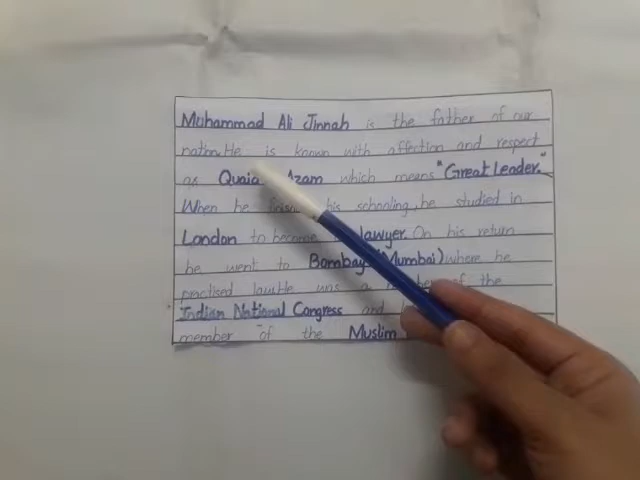 Muhammad Ali Jinnah is the father of our
nation. He is known with affection and respect
as Quaid Azam which means "Great Leader."
When he his schooling, he studied in
London to become lawyer. On his return
he went to Bombay (Mumbai) where he
practised law. He was a of the
Indian National Congress and
member of the Muslim